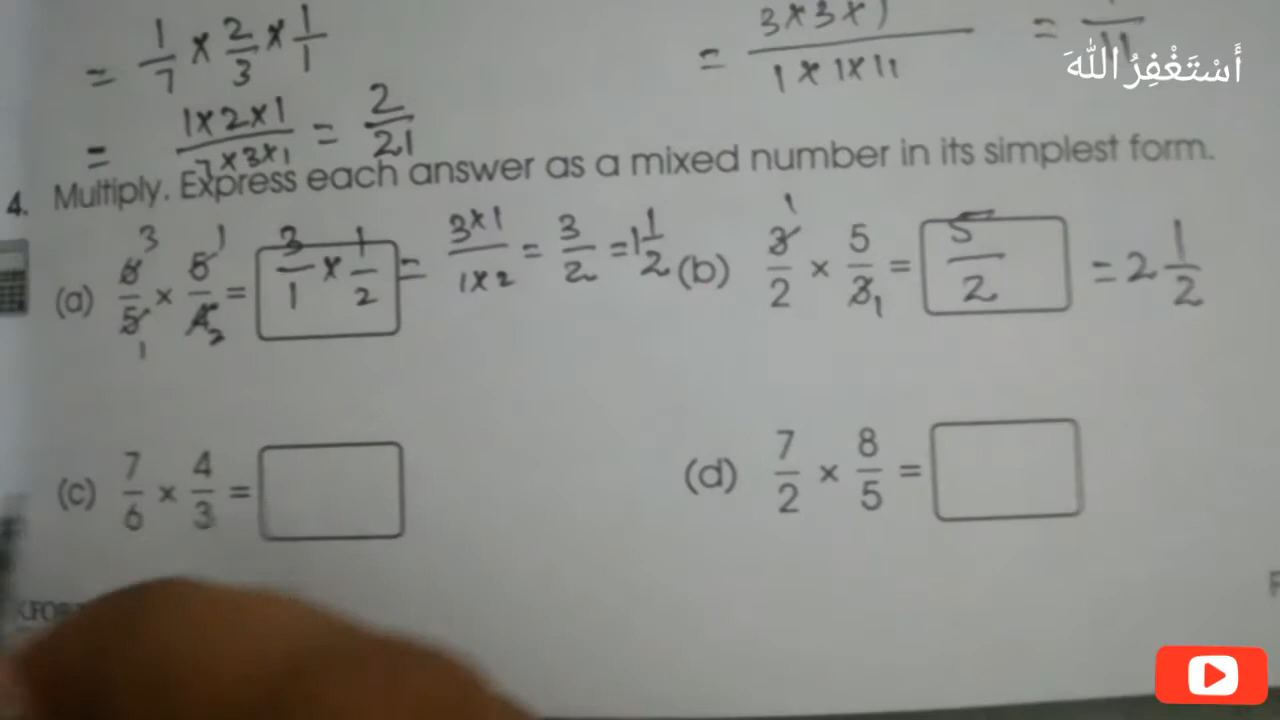 = 1/7 × 2/3 × 1/1
= 3×3×1 / 1×1×11 = 1/11
أَسْتَغْفِرُ اللهَ
= 1×2×1 / 7×3×1 = 2/21
4. Multiply. Express each answer as a mixed number in its simplest form.
(a) 6/5 × 5/4 = 3/1 × 1/2 = 3×1 / 1×2 = 3/2 = 1 1/2
(b) 3/2 × 5/3 = 5/2 = 2 1/2
(c) 7/6 × 4/3 =
(d) 7/2 × 8/5 =